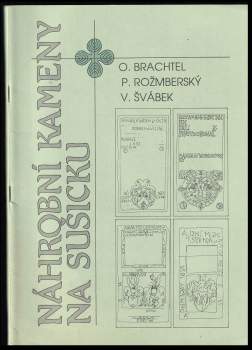 NÁHROBNÍ KAMENY
NA SUŠICKU
O. BRACHTEL
P. ROŽMBERSKÝ
V. ŠVÁBEK